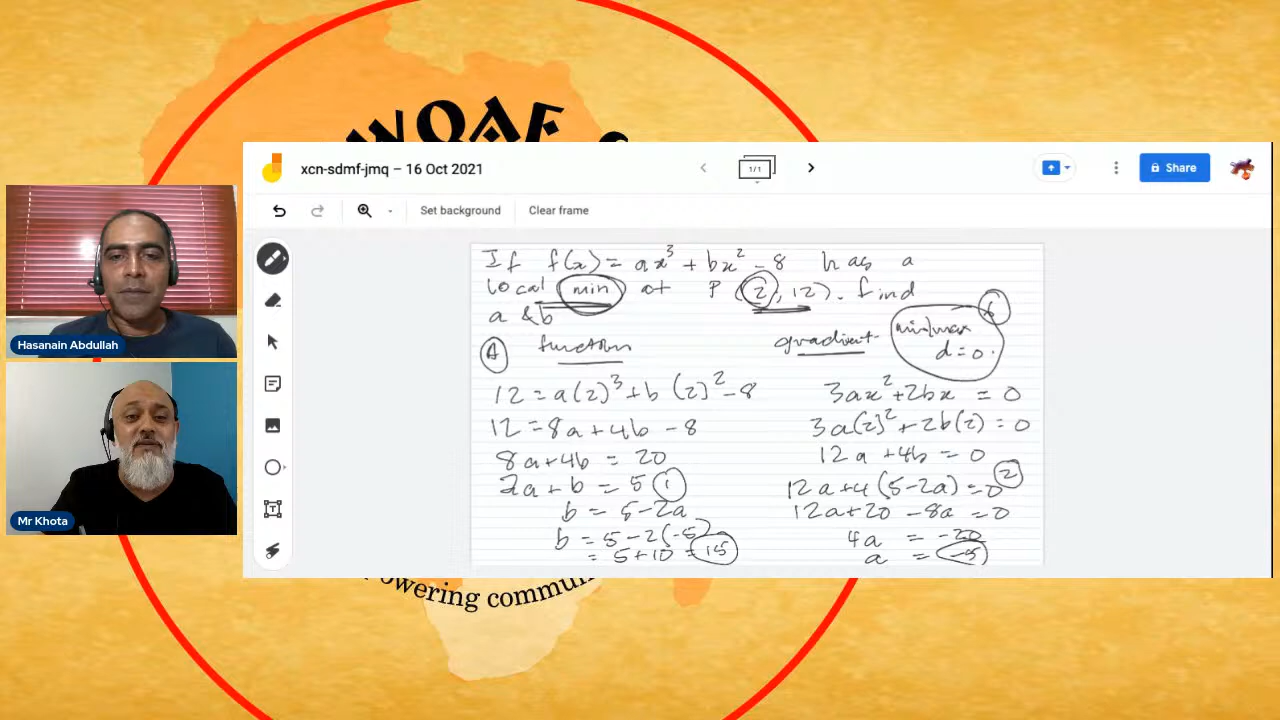 WQAF
xcn-sdmf-jmq – 16 Oct 2021
1/1
Share
Set background
Clear frame
If f(x) = ax³ + bx² - 8 has a
local min at P (2, 12). find
a & b
A function
gradient
min/max
d = 0.
12 = a(2)³ + b (2)² - 8
12 = 8a + 4b - 8
8a + 4b = 20
2a + b = 5 ①
b = 5 - 2a
b = 5 - 2(-5)
= 5 + 10 = 15
3ax² + 2bx = 0
3a(2)² + 2b(2) = 0
12a + 4b = 0
②
12a + 4(5 - 2a) = 0
12a + 20 - 8a = 0
4a = -20
a = -5
Hasanain Abdullah
Mr Khota
powering commun